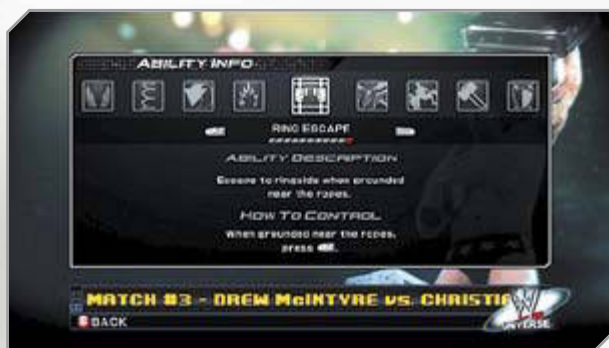 ABILITY INFO
RING ESCAPE
ABILITY DESCRIPTION
Escape to ringside when grounded
near the ropes.
HOW TO CONTROL
When grounded near the ropes,
press
MATCH #3 - DREW McINTYRE vs. CHRISTIA
W
UNIVERSE
B BACK